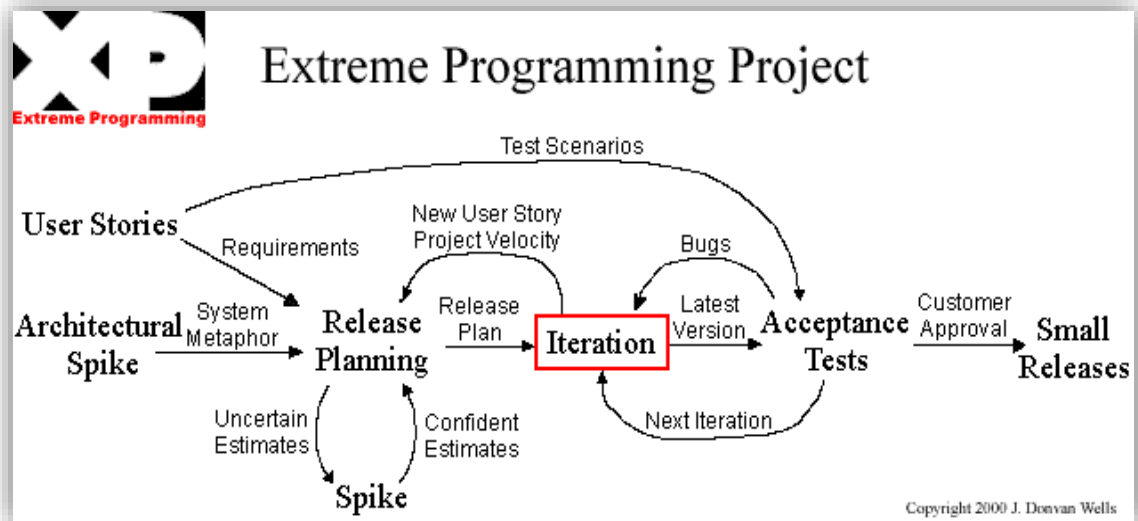 XP
Extreme Programming
Extreme Programming Project
Test Scenarios
User Stories
Requirements
New User Story
Project Velocity
Bugs
Architectural
Spike
System
Metaphor
Release
Planning
Release
Plan
Iteration
Latest
Version
Acceptance
Tests
Customer
Approval
Small
Releases
Uncertain
Estimates
Confident
Estimates
Next Iteration
Spike
Copyright 2000 J. Donvan Wells